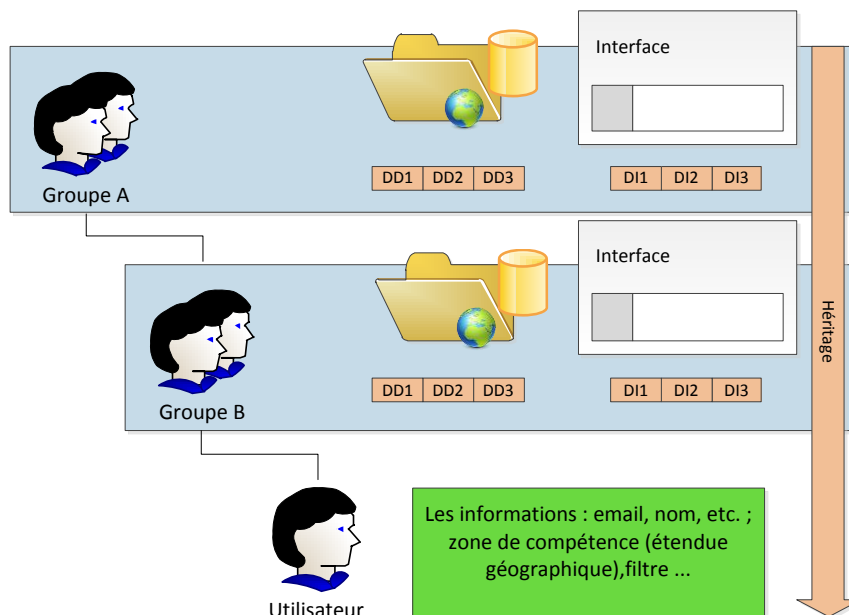 Interface
DD1 DD2 DD3
DI1 DI2 DI3
Groupe A
Interface
DD1 DD2 DD3
DI1 DI2 DI3
Groupe B
Héritage
Les informations : email, nom, etc. ;
zone de compétence (étendue
géographique),filtre ...
Utilisateur